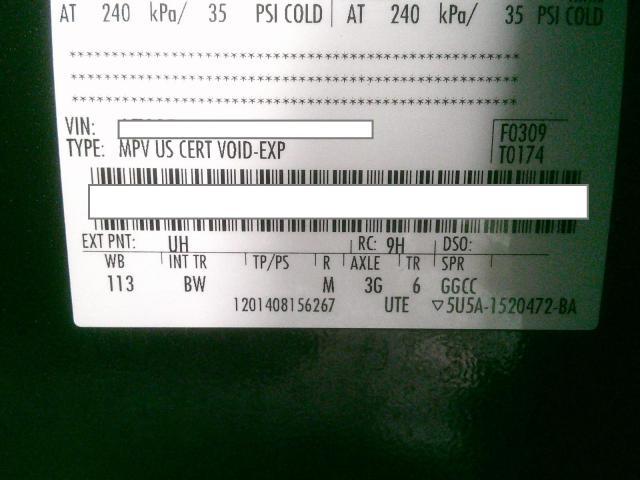 AT 240 kPa/ 35 PSI COLD AT 240 kPa/ 35 PSI COLD
*****************************************************
*****************************************************
*****************************************************
VIN:
TYPE: MPV US CERT VOID-EXP
F0309
T0174
EXT PNT: UH RC: 9H DSO:
WB INT TR TP/PS R AXLE TR SPR
113 BW M 3G 6 GGCC
1201408156267 UTE ▽5U5A-1520472-BA